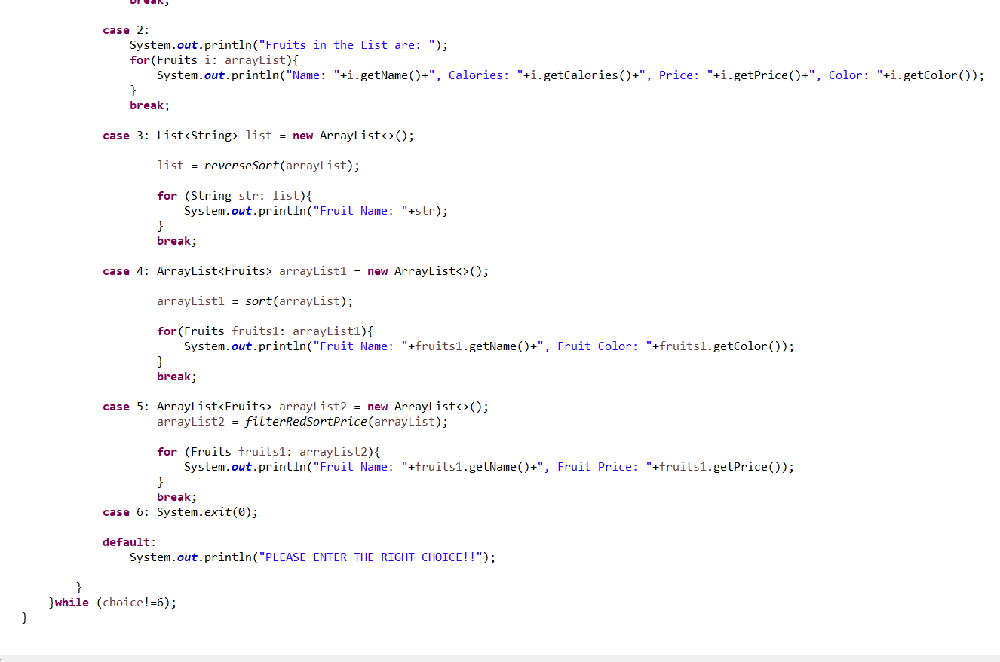 break;
case 2:
System.out.println("Fruits in the List are: ");
for(Fruits i: arrayList){
System.out.println("Name: "+i.getName()+", Calories: "+i.getCalories()+", Price: "+i.getPrice()+", Color: "+i.getColor());
}
break;
case 3: List<String> list = new ArrayList<>();
list = reverseSort(arrayList);
for (String str: list){
System.out.println("Fruit Name: "+str);
}
break;
case 4: ArrayList<Fruits> arrayList1 = new ArrayList<>();
arrayList1 = sort(arrayList);
for(Fruits fruits1: arrayList1){
System.out.println("Fruit Name: "+fruits1.getName()+", Fruit Color: "+fruits1.getColor());
}
break;
case 5: ArrayList<Fruits> arrayList2 = new ArrayList<>();
arrayList2 = filterRedSortPrice(arrayList);
for (Fruits fruits1: arrayList2){
System.out.println("Fruit Name: "+fruits1.getName()+", Fruit Price: "+fruits1.getPrice());
}
break;
case 6: System.exit(0);
default:
System.out.println("PLEASE ENTER THE RIGHT CHOICE!!");
}
}while (choice!=6);
}